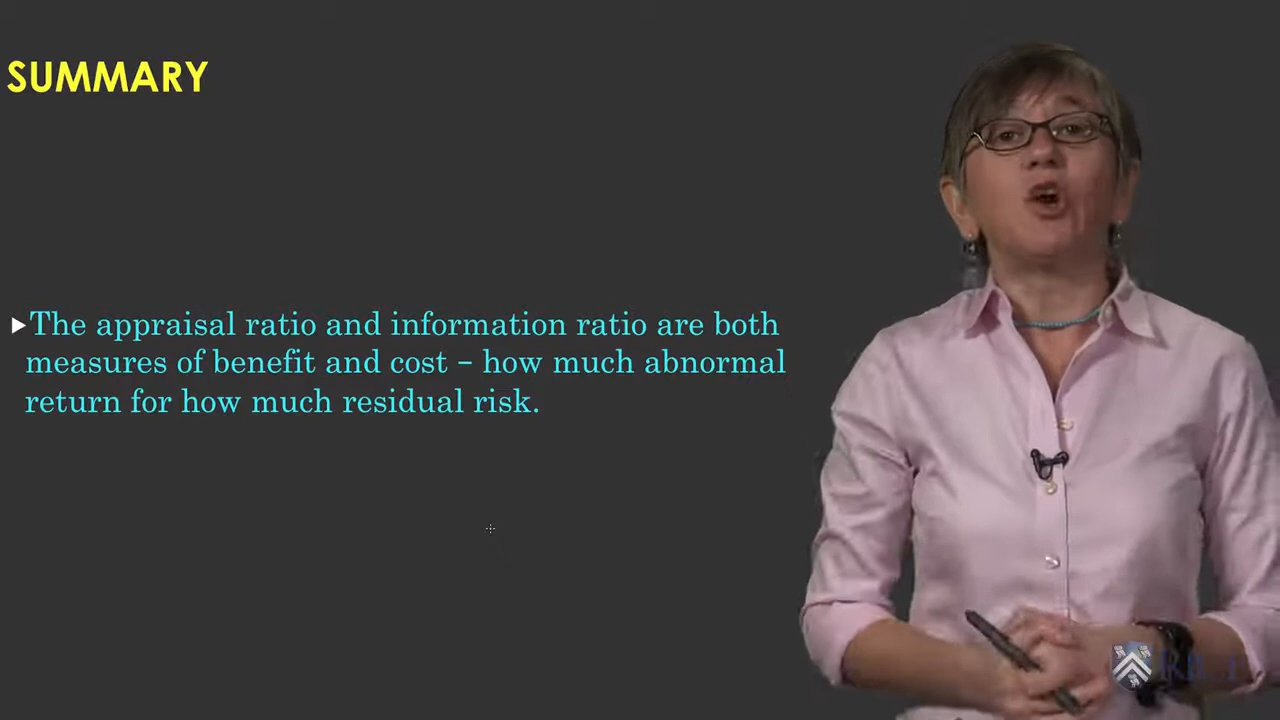 SUMMARY
▶The appraisal ratio and information ratio are both
measures of benefit and cost – how much abnormal
return for how much residual risk.